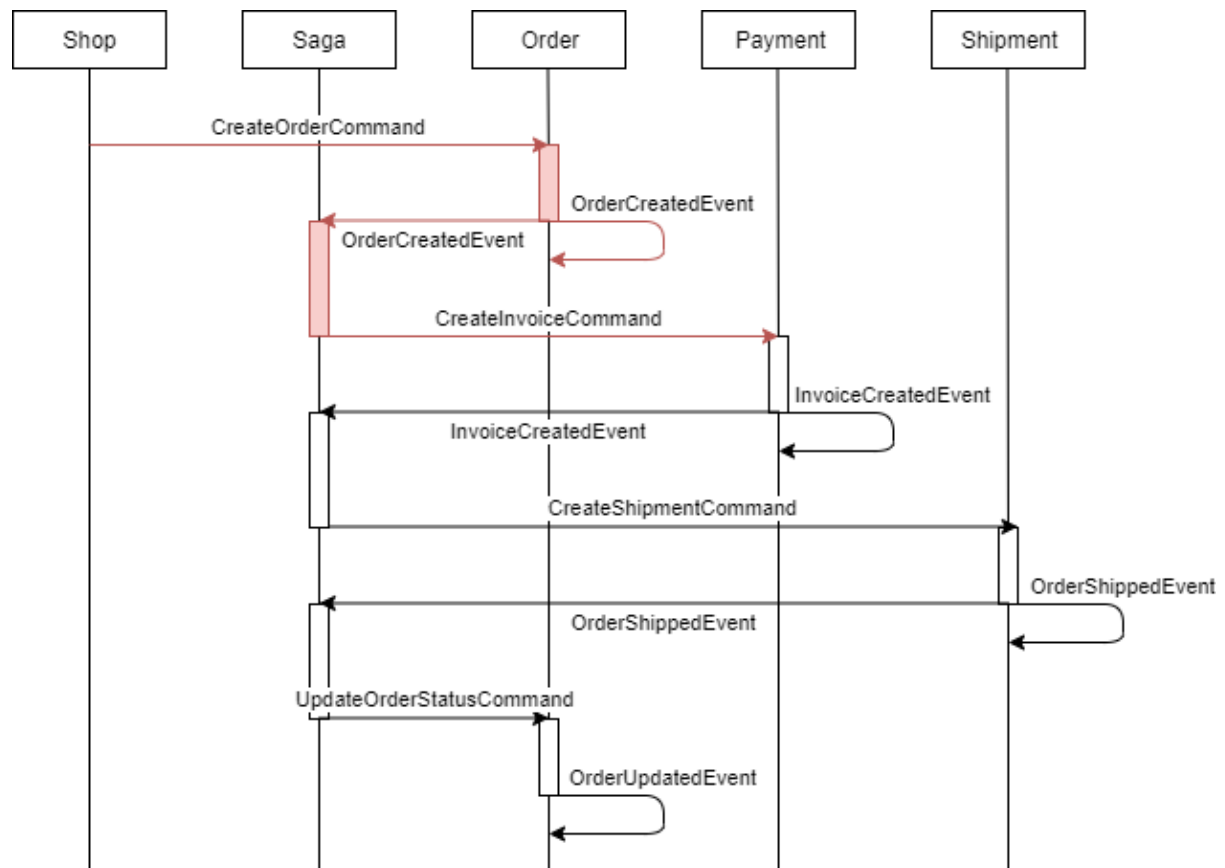 Shop
Saga
Order
Payment
Shipment
CreateOrderCommand
OrderCreatedEvent
OrderCreatedEvent
CreateInvoiceCommand
InvoiceCreatedEvent
InvoiceCreatedEvent
CreateShipmentCommand
OrderShippedEvent
OrderShippedEvent
UpdateOrderStatusCommand
OrderUpdatedEvent